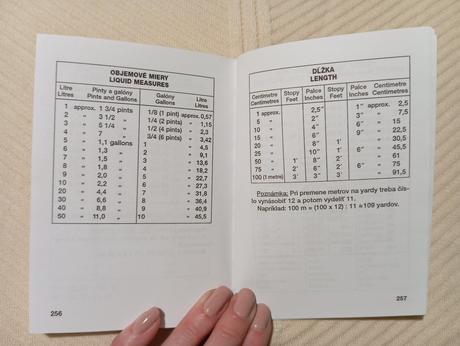 OBJEMOVÉ MIERY
LIQUID MEASURES
Litre Pinty a galóny Galóny Litre
Litres Pints and Gallons Gallons Litres
1 approx. 1 3/4 pints 1/8 (1 pint) approx. 0,57
2 „ 3 1/2 „ 1/4 (2 pints) „ 1,15
3 „ 5 1/4 „ 1/4 (4 pints) „ 2,3
4 „ 7 „ 3/4 (6 pints) „ 3,42
5 „ 1,1 gallons 1 „ 4,5
6 „ 1,3 „ 2 „ 9,1
7 „ 1,5 „ 3 „ 13,6
8 „ 1,8 „ 4 „ 18,2
9 „ 2,0 „ 5 „ 22,7
10 „ 2,2 „ 6 „ 27,3
20 „ 4,4 „ 7 „ 31,8
30 „ 6,6 „ 8 „ 36,4
40 „ 8,8 „ 9 „ 40,9
50 „ 11,0 „ 10 „ 45,5
256
DĹŽKA
LENGTH
Centimetre Stopy Palce Stopy Palce Centimetre
Centimetres Feet Inches Feet Inches Centimetres
1 approx. 2,5" 1" approx. 2,5
5 „ 2" 3" „ 7,5
10 „ 4" 6" „ 15
15 „ 6" 9" „ 22,5
20 „ 8" 1' „ 30,5
25 „ 10" 1' 6" „ 45,5
50 „ 1' 8" 2' „ 61
75 „ 2' 6" 2' 6" „ 75
100 (1 metre) 3' 3" 3' „ 91,5
Poznámka: Pri premene metrov na yardy treba čís-
lo vynásobiť 12 a potom vydeliť 11.
Napríklad: 100 m = (100 x 12) : 11 =109 yardov.
257